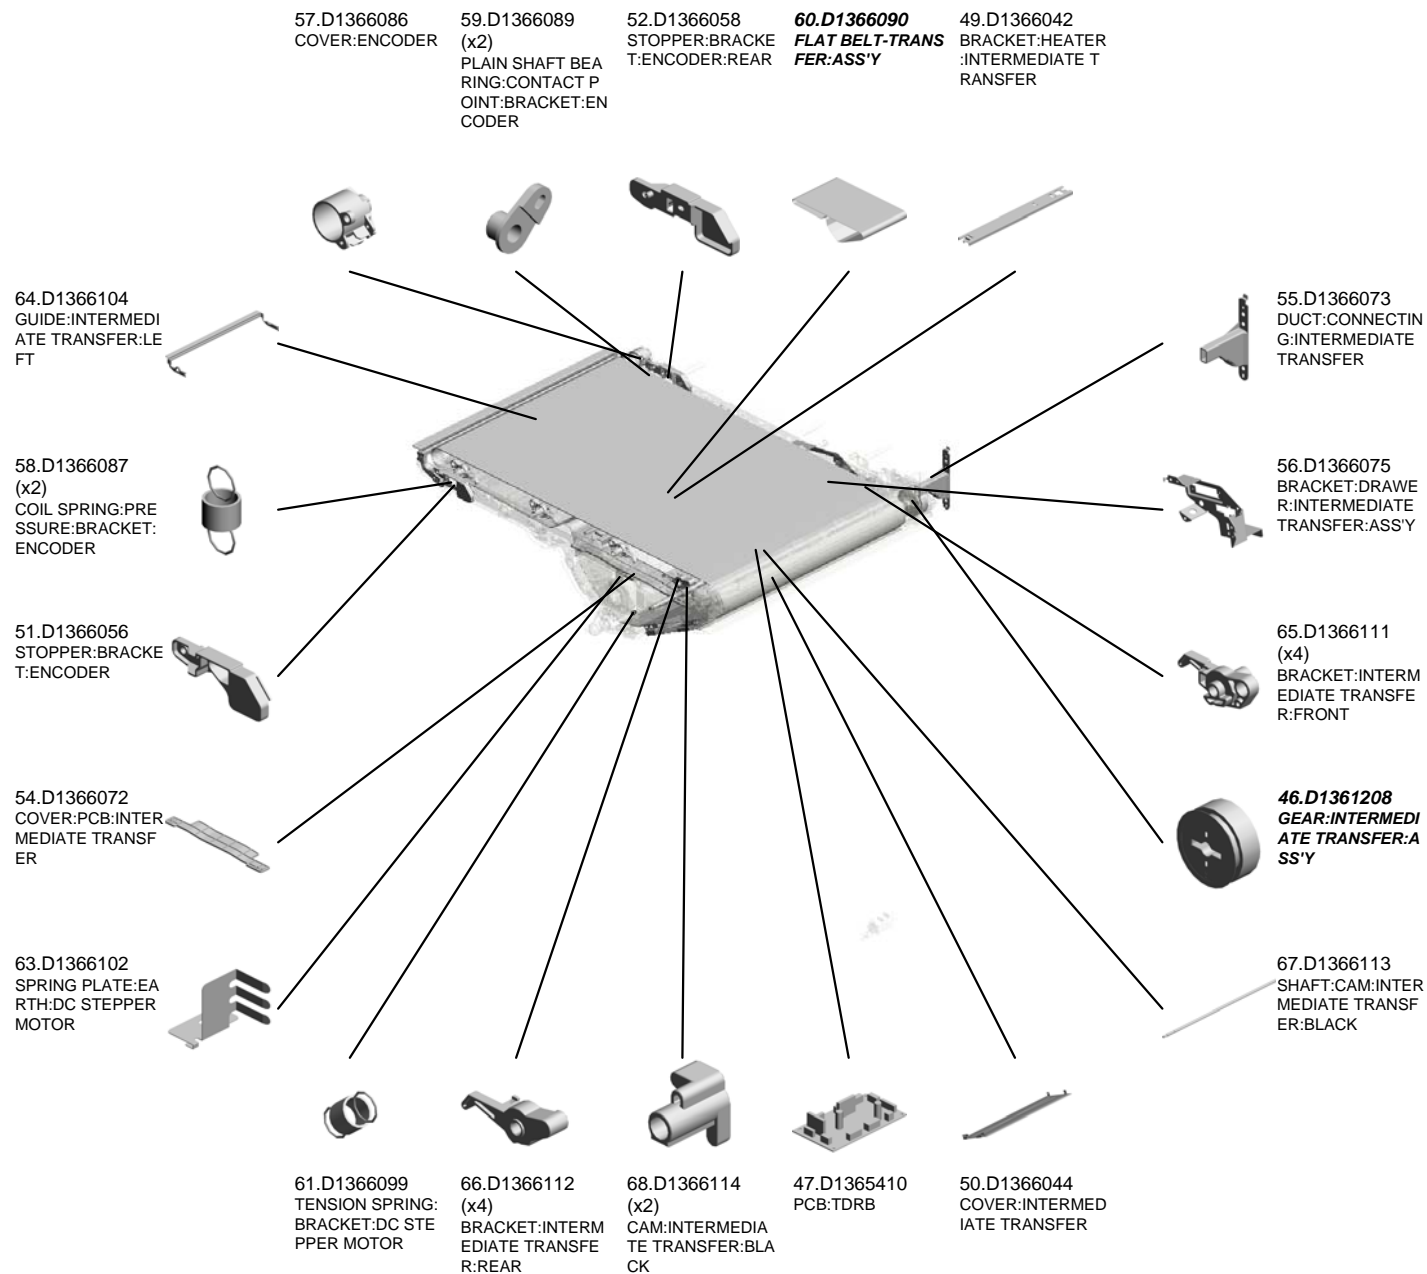 57.D1366086
COVER:ENCODER
59.D1366089
(x2)
PLAIN SHAFT BEA
RING:CONTACT P
OINT:BRACKET:EN
CODER
52.D1366058
STOPPER:BRACKE
T:ENCODER:REAR
60.D1366090
FLAT BELT-TRANS
FER:ASS'Y
49.D1366042
BRACKET:HEATER
:INTERMEDIATE T
RANSFER
64.D1366104
GUIDE:INTERMEDI
ATE TRANSFER:LE
FT
55.D1366073
DUCT:CONNECTIN
G:INTERMEDIATE
TRANSFER
58.D1366087
(x2)
COIL SPRING:PRE
SSURE:BRACKET:
ENCODER
56.D1366075
BRACKET:DRAWE
R:INTERMEDIATE
TRANSFER:ASS'Y
51.D1366056
STOPPER:BRACKE
T:ENCODER
65.D1366111
(x4)
BRACKET:INTERM
EDIATE TRANSFE
R:FRONT
54.D1366072
COVER:PCB:INTER
MEDIATE TRANSF
ER
46.D1361208
GEAR:INTERMEDI
ATE TRANSFER:A
SS'Y
63.D1366102
SPRING PLATE:EA
RTH:DC STEPPER
MOTOR
67.D1366113
SHAFT:CAM:INTER
MEDIATE TRANSF
ER:BLACK
61.D1366099
TENSION SPRING:
BRACKET:DC STE
PPER MOTOR
66.D1366112
(x4)
BRACKET:INTERM
EDIATE TRANSFE
R:REAR
68.D1366114
(x2)
CAM:INTERMEDIA
TE TRANSFER:BLA
CK
47.D1365410
PCB:TDRB
50.D1366044
COVER:INTERMED
IATE TRANSFER